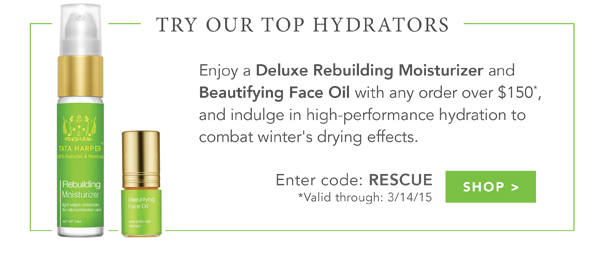 TRY OUR TOP HYDRATORS
Enjoy a Deluxe Rebuilding Moisturizer and
Beautifying Face Oil with any order over $150*,
and indulge in high-performance hydration to
combat winter's drying effects.
Enter code: RESCUE
*Valid through: 3/14/15
SHOP >
TATA HARPER
Rebuilding
Moisturizer
Beautifying
Face Oil